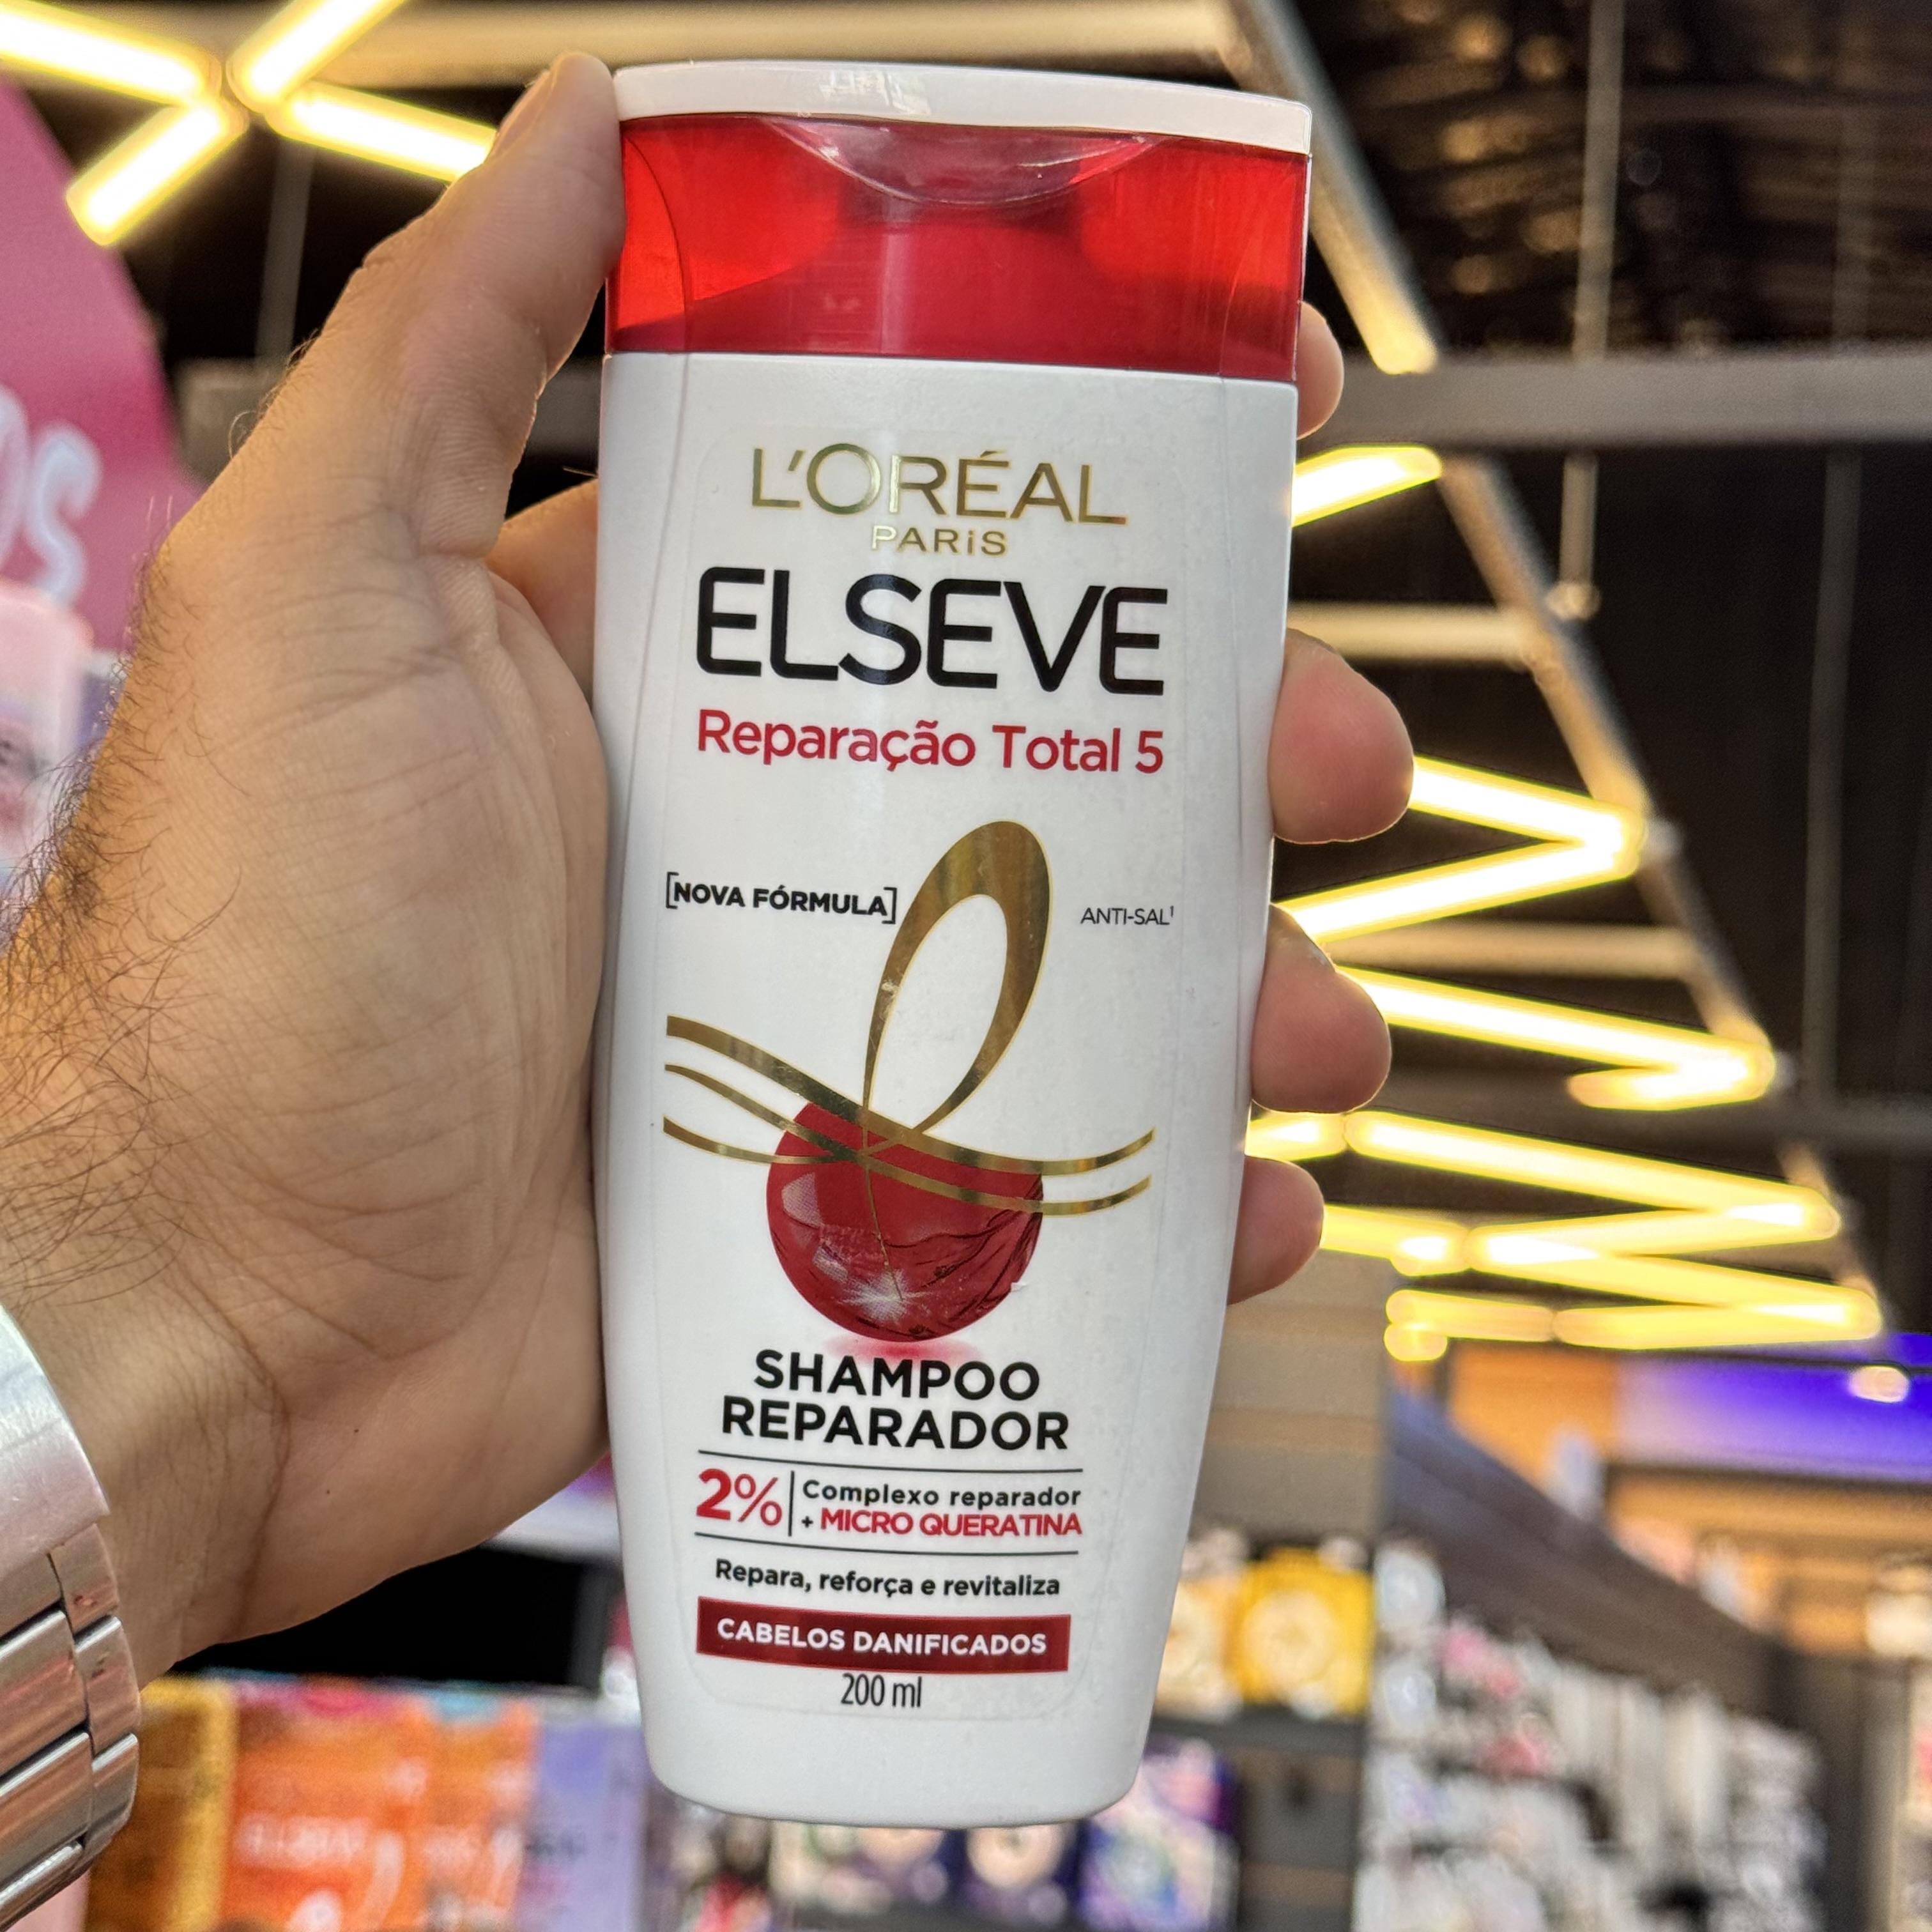 L'ORÉAL
PARiS
ELSEVE
Reparação Total 5
[NOVA FÓRMULA]
ANTI-SAL¹
SHAMPOO
REPARADOR
2% Complexo reparador
+ MICRO QUERATINA
Repara, reforça e revitaliza
CABELOS DANIFICADOS
200 ml